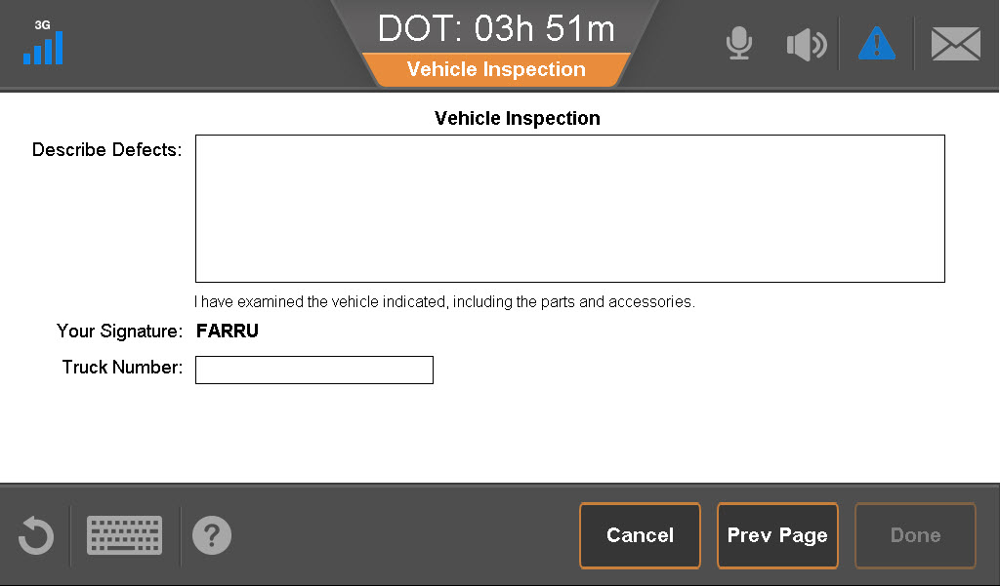 3G
DOT: 03h 51m
Vehicle Inspection
Vehicle Inspection
Describe Defects:
I have examined the vehicle indicated, including the parts and accessories.
Your Signature: FARRU
Truck Number:
?
Cancel Prev Page Done